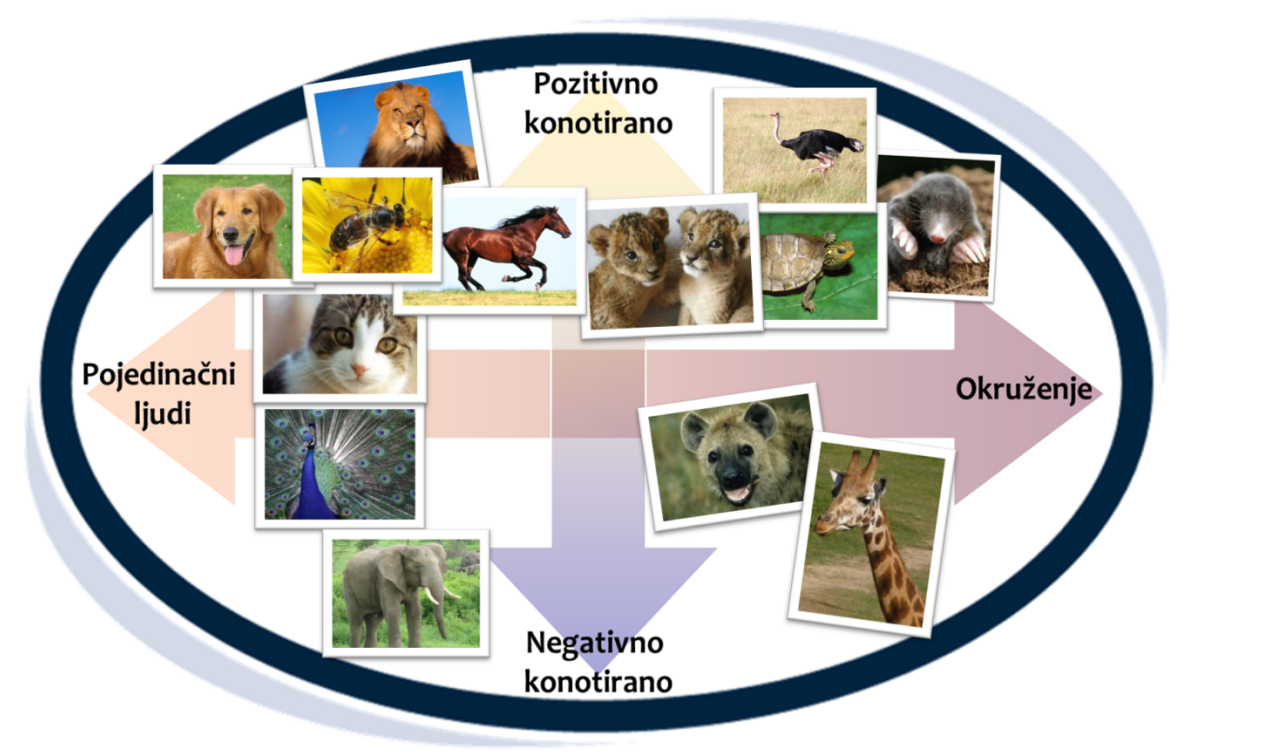 Pozitivno
konotirano
Pojedinačni
ljudi
Okruženje
Negativno
konotirano